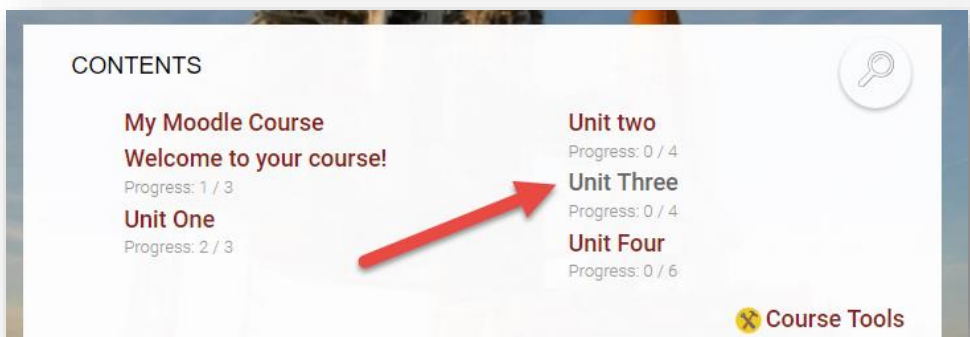 CONTENTS
My Moodle Course
Welcome to your course!
Progress: 1 / 3
Unit One
Progress: 2 / 3
Unit two
Progress: 0 / 4
Unit Three
Progress: 0 / 4
Unit Four
Progress: 0 / 6
Course Tools